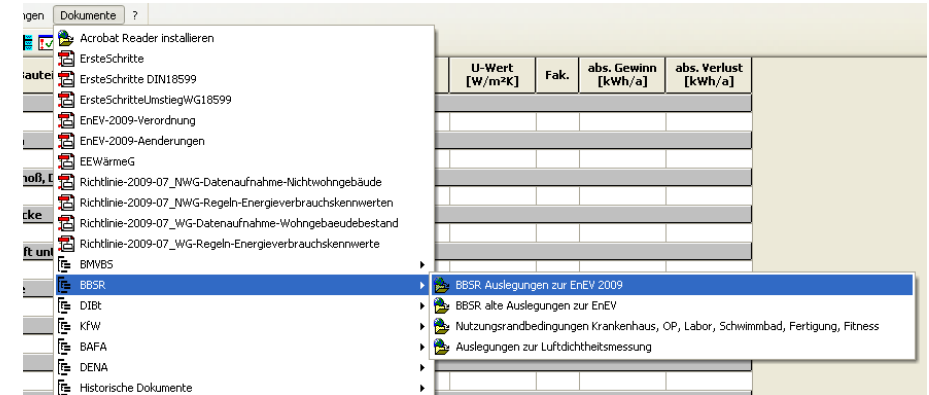 ngen Dokumente ?
Acrobat Reader installieren
ErsteSchritte
ErsteSchritte DIN18599
ErsteSchritteUmstiegWG18599
EnEV-2009-Verordnung
EnEV-2009-Aenderungen
EEWärmeG
Richtlinie-2009-07_NWG-Datenaufnahme-Nichtwohngebäude
Richtlinie-2009-07_NWG-Regeln-Energieverbrauchskennwerten
Richtlinie-2009-07_WG-Datenaufnahme-Wohngebaeudebestand
Richtlinie-2009-07_WG-Regeln-Energieverbrauchskennwerte
BMVBS
BBSR
DIBt
KfW
BAFA
DENA
Historische Dokumente
BBSR Auslegungen zur EnEV 2009
BBSR alte Auslegungen zur EnEV
Nutzungsrandbedingungen Krankenhaus, OP, Labor, Schwimmbad, Fertigung, Fitness
Auslegungen zur Luftdichtheitsmessung
U-Wert
[W/m²K]
Fak.
abs. Gewinn
[kWh/a]
abs. Verlust
[kWh/a]